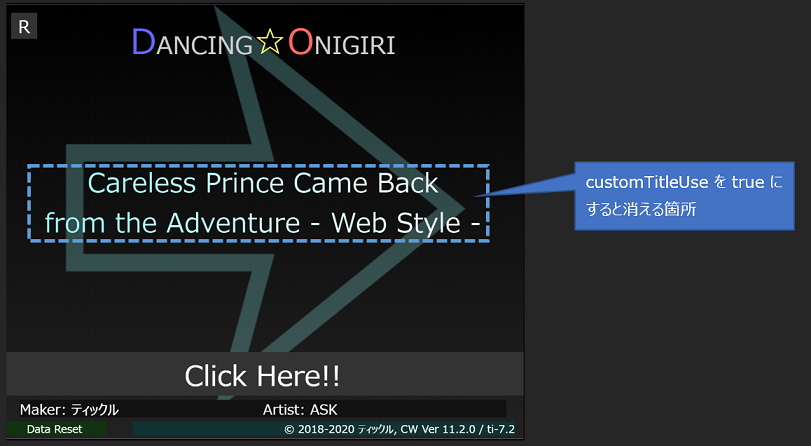 R
DANCING☆ONIGIRI
Careless Prince Came Back
from the Adventure - Web Style -
customTitleUse を true に
すると消える箇所
Click Here!!
Maker: ティックル Artist: ASK
Data Reset © 2018-2020 ティックル, CW Ver 11.2.0 / ti-7.2